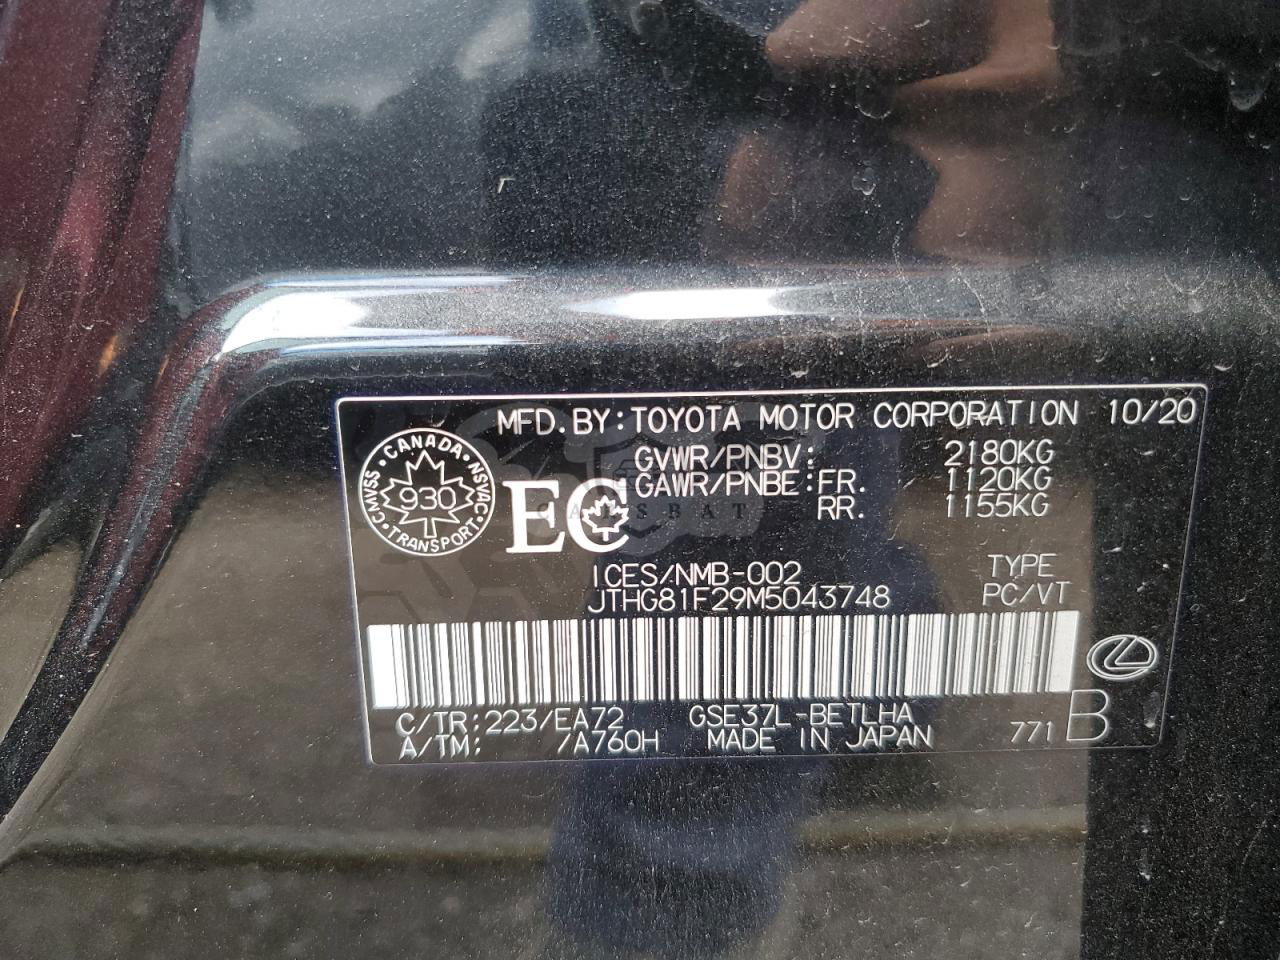 MFD.BY:TOYOTA MOTOR CORPORATION 10/20
GVWR/PNBV: 2180KG
GAWR/PNBE:FR. 1120KG
RR. 1155KG
CANADA
CMVSS NSVAC
930
TRANSPORT
EC
ICES/NMB-002 TYPE
JTHG81F29M5043748 PC/VT
C/TR:223/EA72 GSE37L-BETLHA
A/TM: /A760H MADE IN JAPAN 771 B
CARSBAT